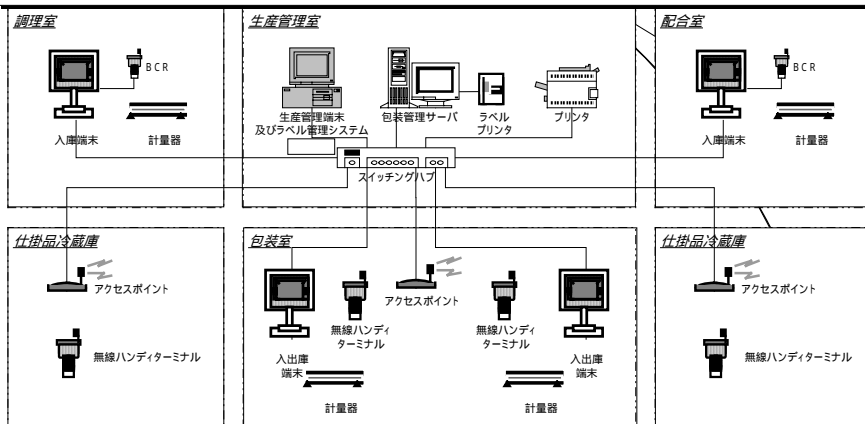 調理室
BCR
入庫端末
計量器
生産管理室
生産管理端末
及びラベル管理システム
包装管理サーバ
ラベル
プリンタ
プリンタ
スイッチングハブ
配合室
BCR
入庫端末
計量器
仕掛品冷蔵庫
アクセスポイント
無線ハンディターミナル
包装室
アクセスポイント
無線ハンディ
ターミナル
無線ハンディ
ターミナル
入出庫
端末
入出庫
端末
計量器
計量器
仕掛品冷蔵庫
アクセスポイント
無線ハンディターミナル